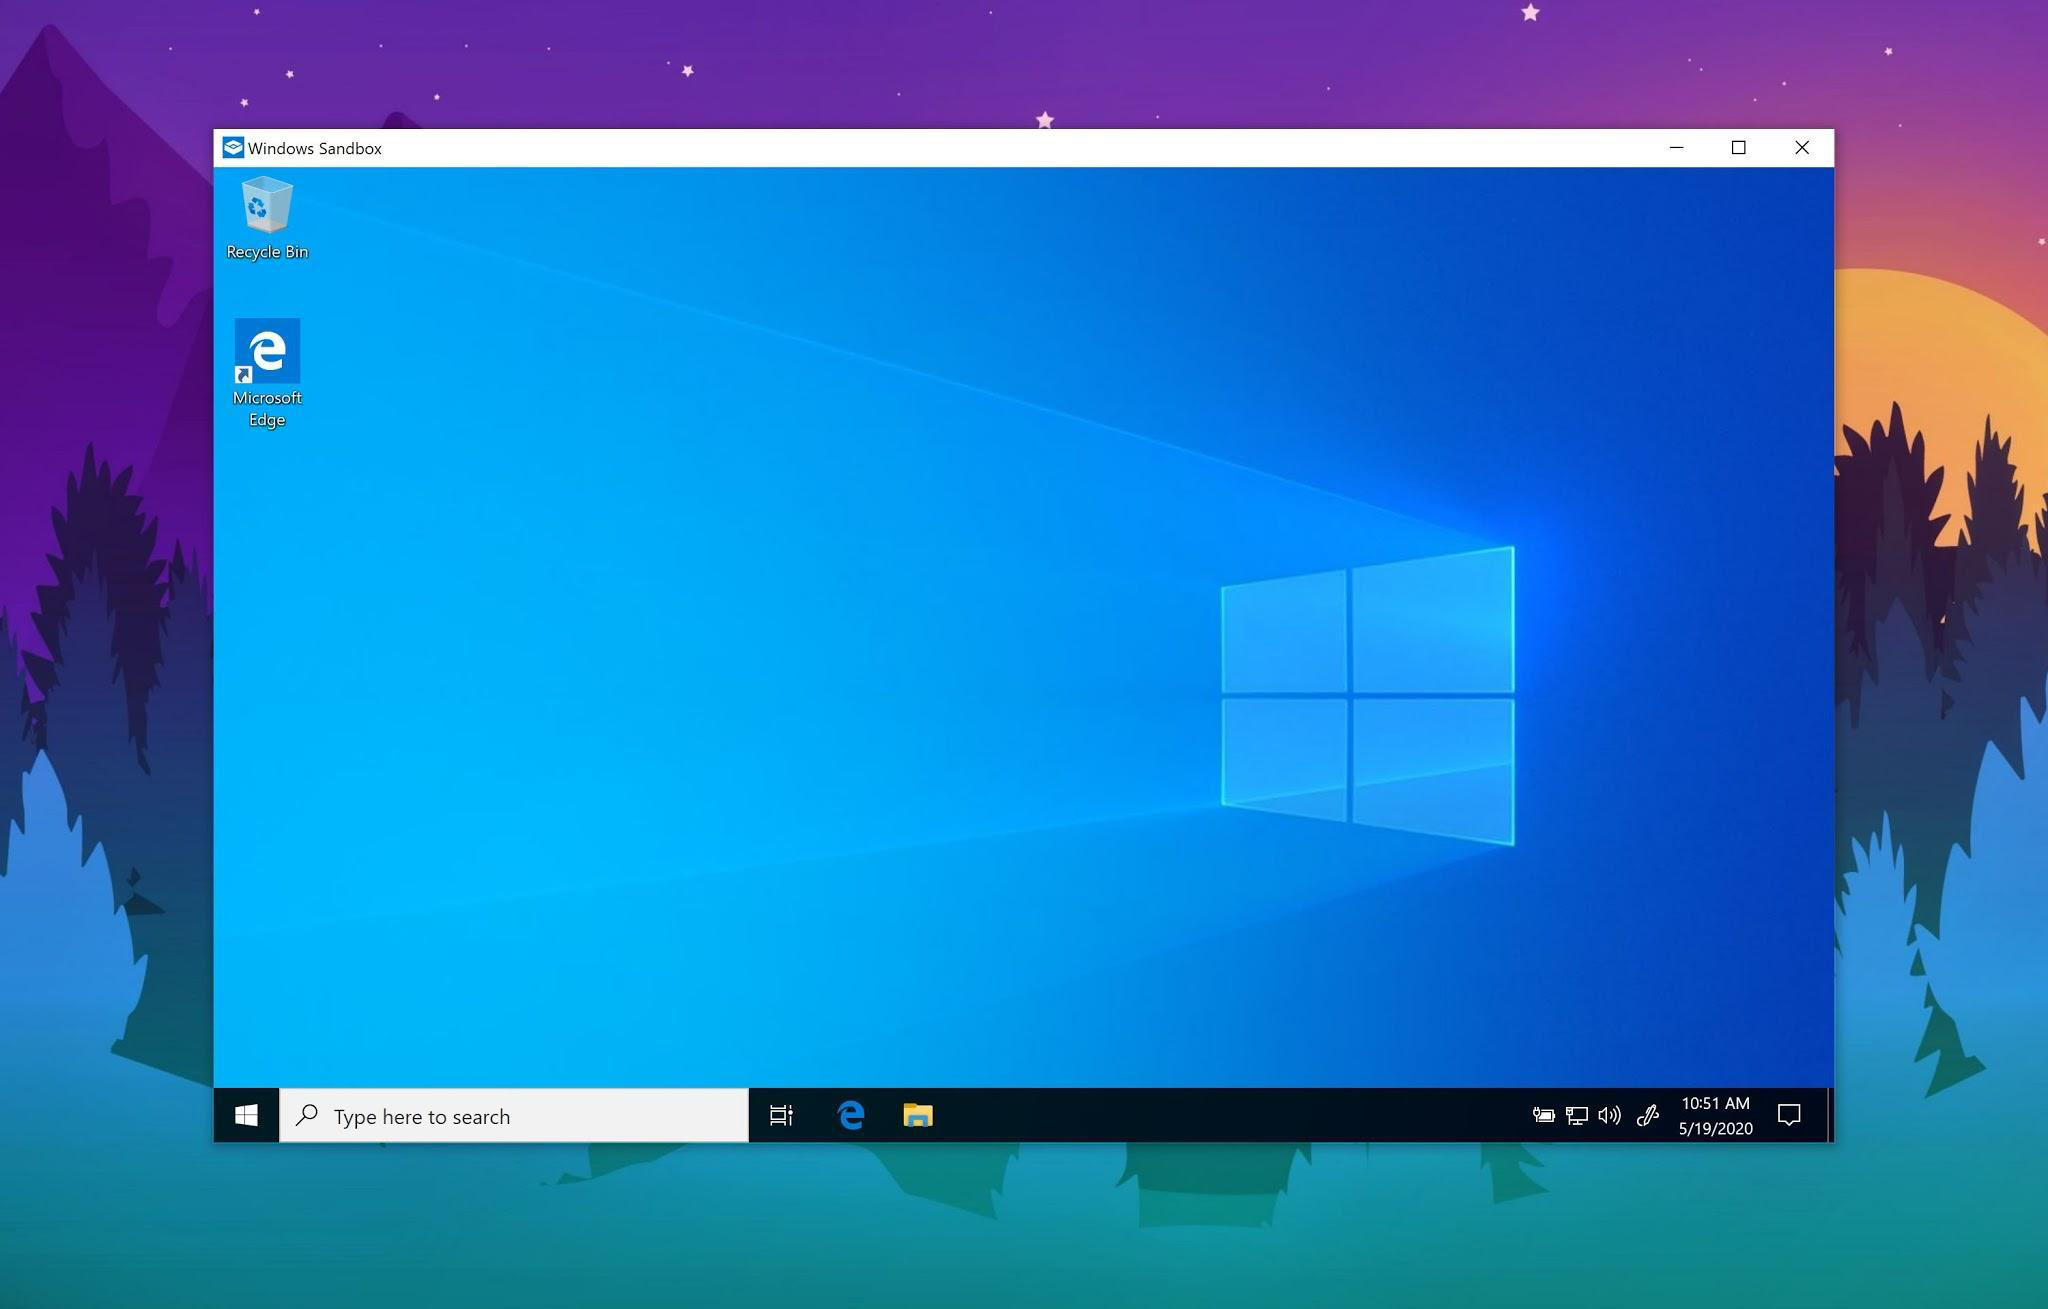 Windows Sandbox
Recycle Bin
Microsoft
Edge
Type here to search
10:51 AM
5/19/2020